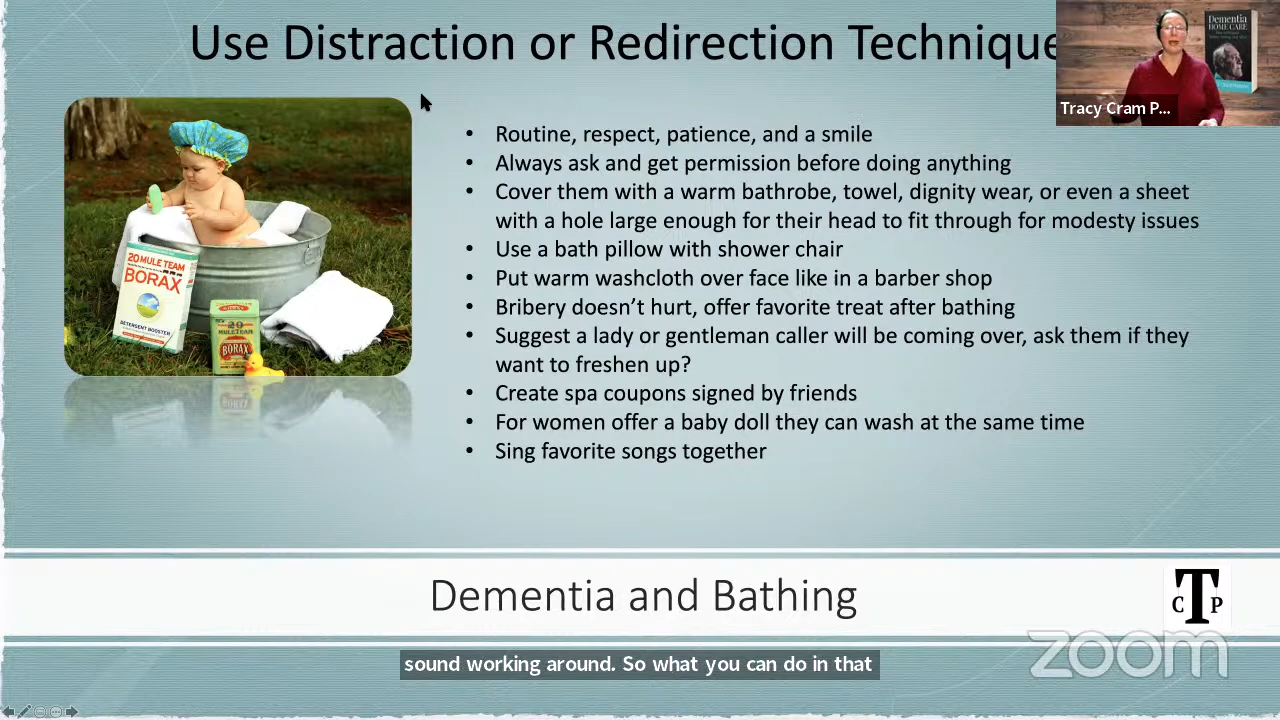 Use Distraction or Redirection Technique
Dementia
HOME CARE
Tracy Cram P...
• Routine, respect, patience, and a smile
• Always ask and get permission before doing anything
• Cover them with a warm bathrobe, towel, dignity wear, or even a sheet
with a hole large enough for their head to fit through for modesty issues
• Use a bath pillow with shower chair
• Put warm washcloth over face like in a barber shop
• Bribery doesn’t hurt, offer favorite treat after bathing
• Suggest a lady or gentleman caller will be coming over, ask them if they
want to freshen up?
• Create spa coupons signed by friends
• For women offer a baby doll they can wash at the same time
• Sing favorite songs together
20 MULE TEAM
BORAX
DETERGENT BOOSTER
20
MULE TEAM
BORAX
Dementia and Bathing
T
C P
zoom
sound working around. So what you can do in that